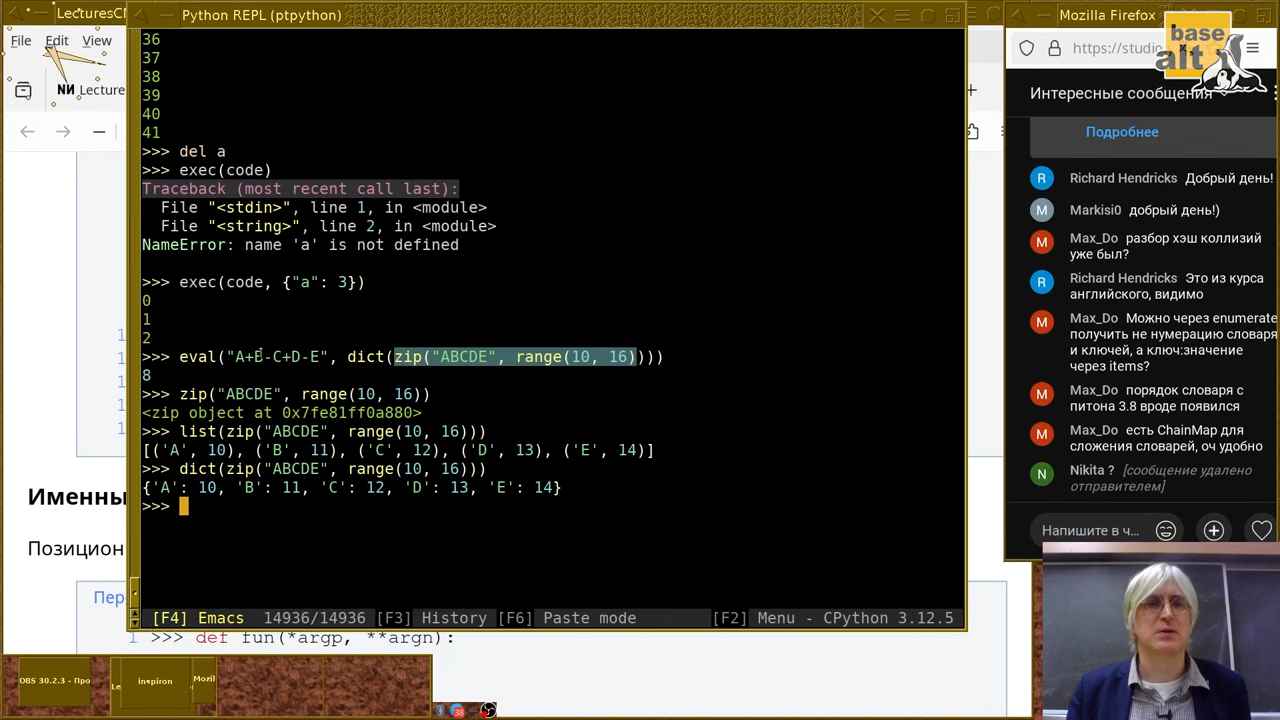 LecturesCM
Python REPL (ptpython)
Mozilla Firefox
base
alt
File Edit View
https://studio
Lecture
Интересные сообщения
Подробнее
36
37
38
39
40
41
>>> del a
>>> exec(code)
Traceback (most recent call last):
File "<stdin>", line 1, in <module>
File "<string>", line 2, in <module>
NameError: name 'a' is not defined
>>> exec(code, {"a": 3})
0
1
2
>>> eval("A+B-C+D-E", dict(zip("ABCDE", range(10, 16))))
8
>>> zip("ABCDE", range(10, 16))
<zip object at 0x7fe81ff0a880>
>>> list(zip("ABCDE", range(10, 16)))
[('A', 10), ('B', 11), ('C', 12), ('D', 13), ('E', 14)]
>>> dict(zip("ABCDE", range(10, 16)))
{'A': 10, 'B': 11, 'C': 12, 'D': 13, 'E': 14}
>>>
[F4] Emacs 14936/14936 [F3] History [F6] Paste mode [F2] Menu - CPython 3.12.5
R Richard Hendricks Добрый день!
M Markisi0 добрый день!)
M Max_Do разбор хэш коллизий
уже был?
R Richard Hendricks Это из курса
английского, видимо
M Max_Do Можно через enumerate
получить не нумерацию словаря
и ключей, а ключ:значение
через items?
M Max_Do порядок словаря с
питона 3.8 вроде появился
M Max_Do есть ChainMap для
сложения словарей, оч удобно
N Nikita ? [сообщение удалено
отправителем]
Напишите в ч...
1
1
1
1
Именны
Позицион
Пер
1 >>> def fun(*argp, **argn):
OBS 30.2.3 - Про
Le
inspiron
Mozil
38